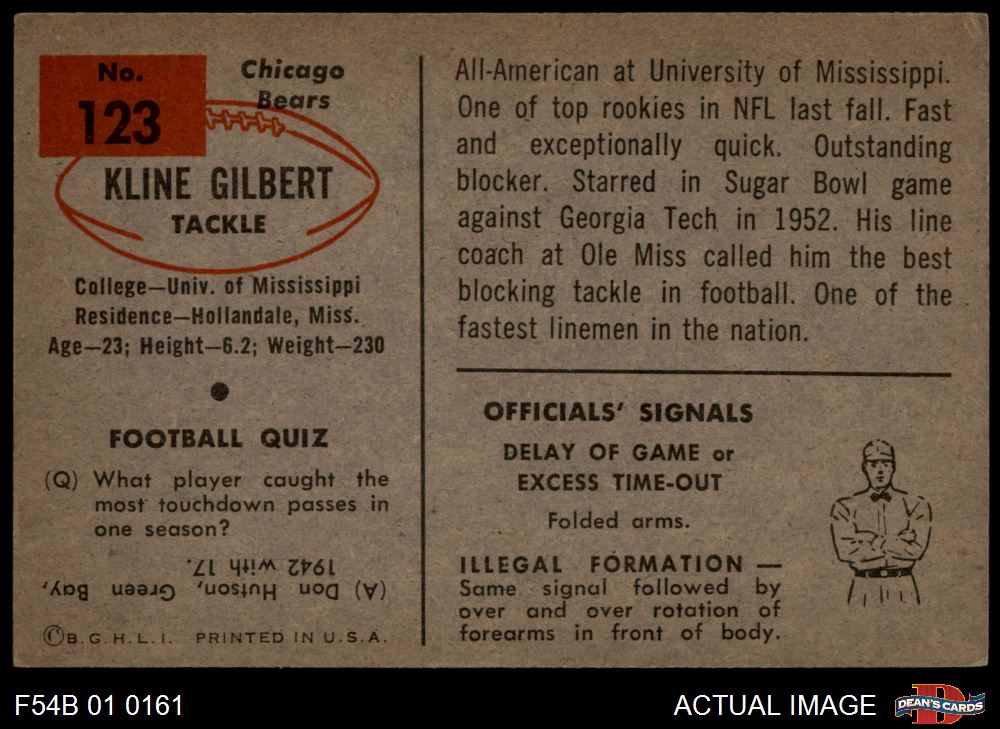 No.
123
Chicago
Bears
KLINE GILBERT
TACKLE
College—Univ. of Mississippi
Residence—Hollandale, Miss.
Age—23; Height—6.2; Weight—230
FOOTBALL QUIZ
(Q) What player caught the
most touchdown passes in
one season?
(A) Don Hutson, Green Bay,
1942 with 17.
©B.G.H.L.I. PRINTED IN U.S.A.
All-American at University of Mississippi.
One of top rookies in NFL last fall. Fast
and exceptionally quick. Outstanding
blocker. Starred in Sugar Bowl game
against Georgia Tech in 1952. His line
coach at Ole Miss called him the best
blocking tackle in football. One of the
fastest linemen in the nation.
OFFICIALS' SIGNALS
DELAY OF GAME or
EXCESS TIME-OUT
Folded arms.
ILLEGAL FORMATION —
Same signal followed by
over and over rotation of
forearms in front of body.
F54B 01 0161
ACTUAL IMAGE
D
DEAN'S CARDS